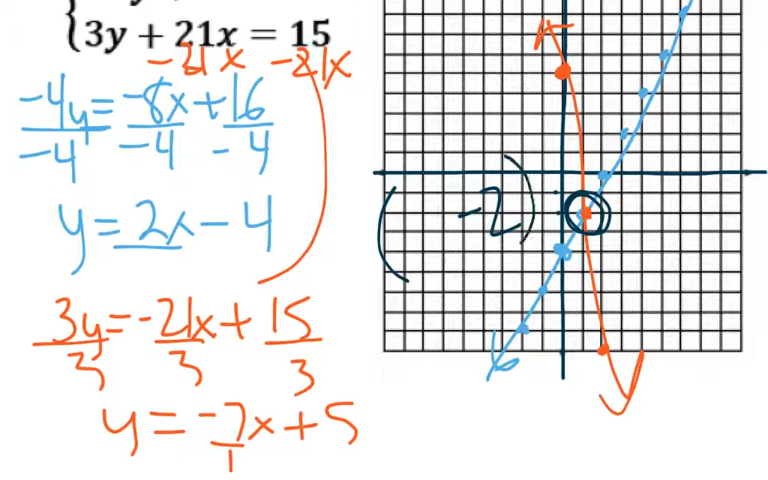 3y + 21x = 15
-21x -21x
-4y = -8x + 16
-4 -4 -4
y = 2x - 4
( -2)
3y = -21x + 15
3 3 3
y = -7x + 5
1